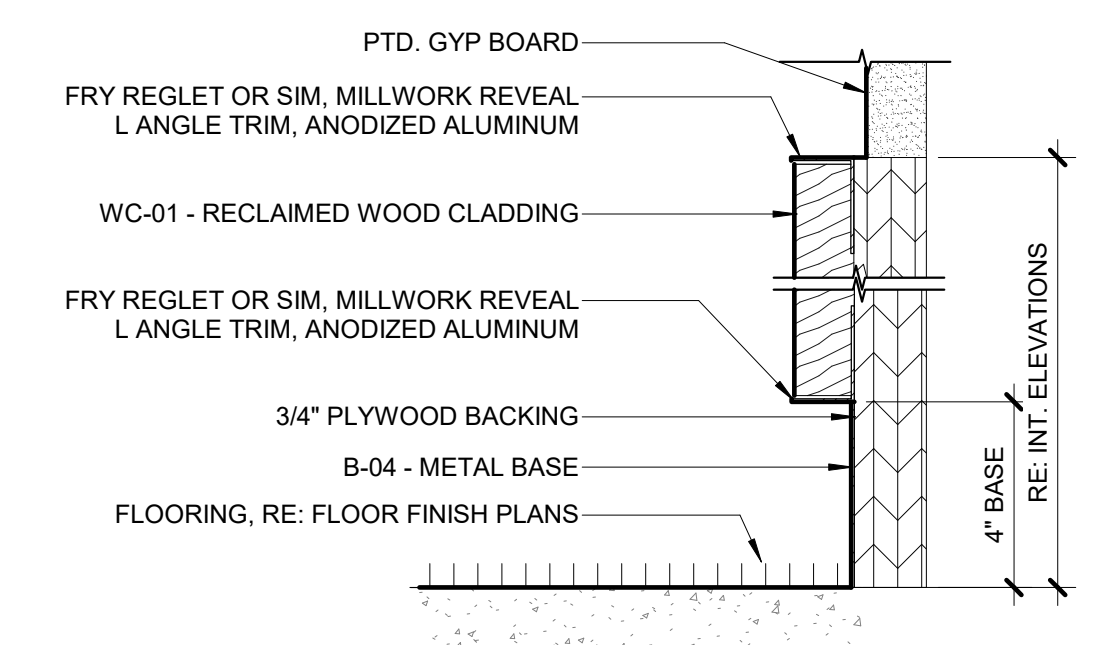 PTD. GYP BOARD
FRY REGLET OR SIM, MILLWORK REVEAL
L ANGLE TRIM, ANODIZED ALUMINUM
WC-01 - RECLAIMED WOOD CLADDING
FRY REGLET OR SIM, MILLWORK REVEAL
L ANGLE TRIM, ANODIZED ALUMINUM
3/4" PLYWOOD BACKING
B-04 - METAL BASE
FLOORING, RE: FLOOR FINISH PLANS
4" BASE
RE: INT. ELEVATIONS